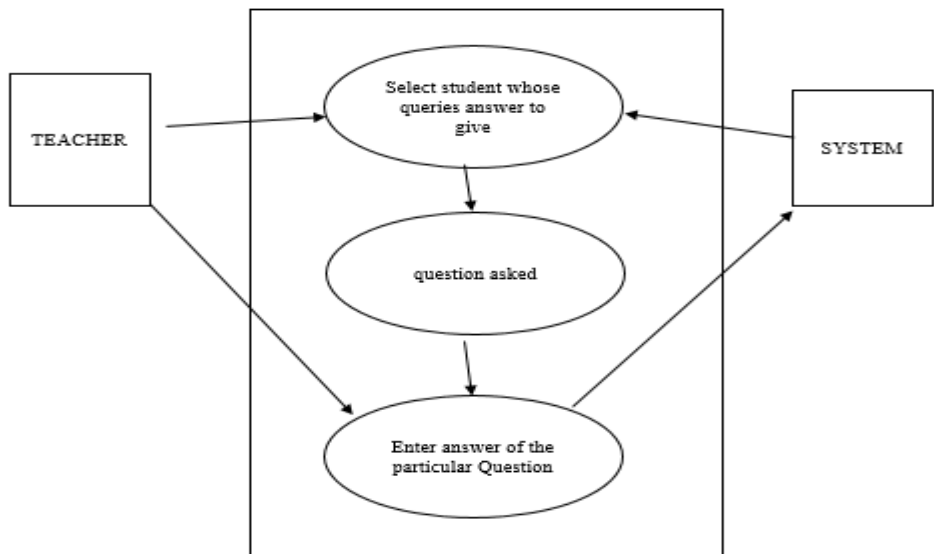 Select student whose
queries answer to
give
TEACHER
SYSTEM
question asked
Enter answer of the
particular Question